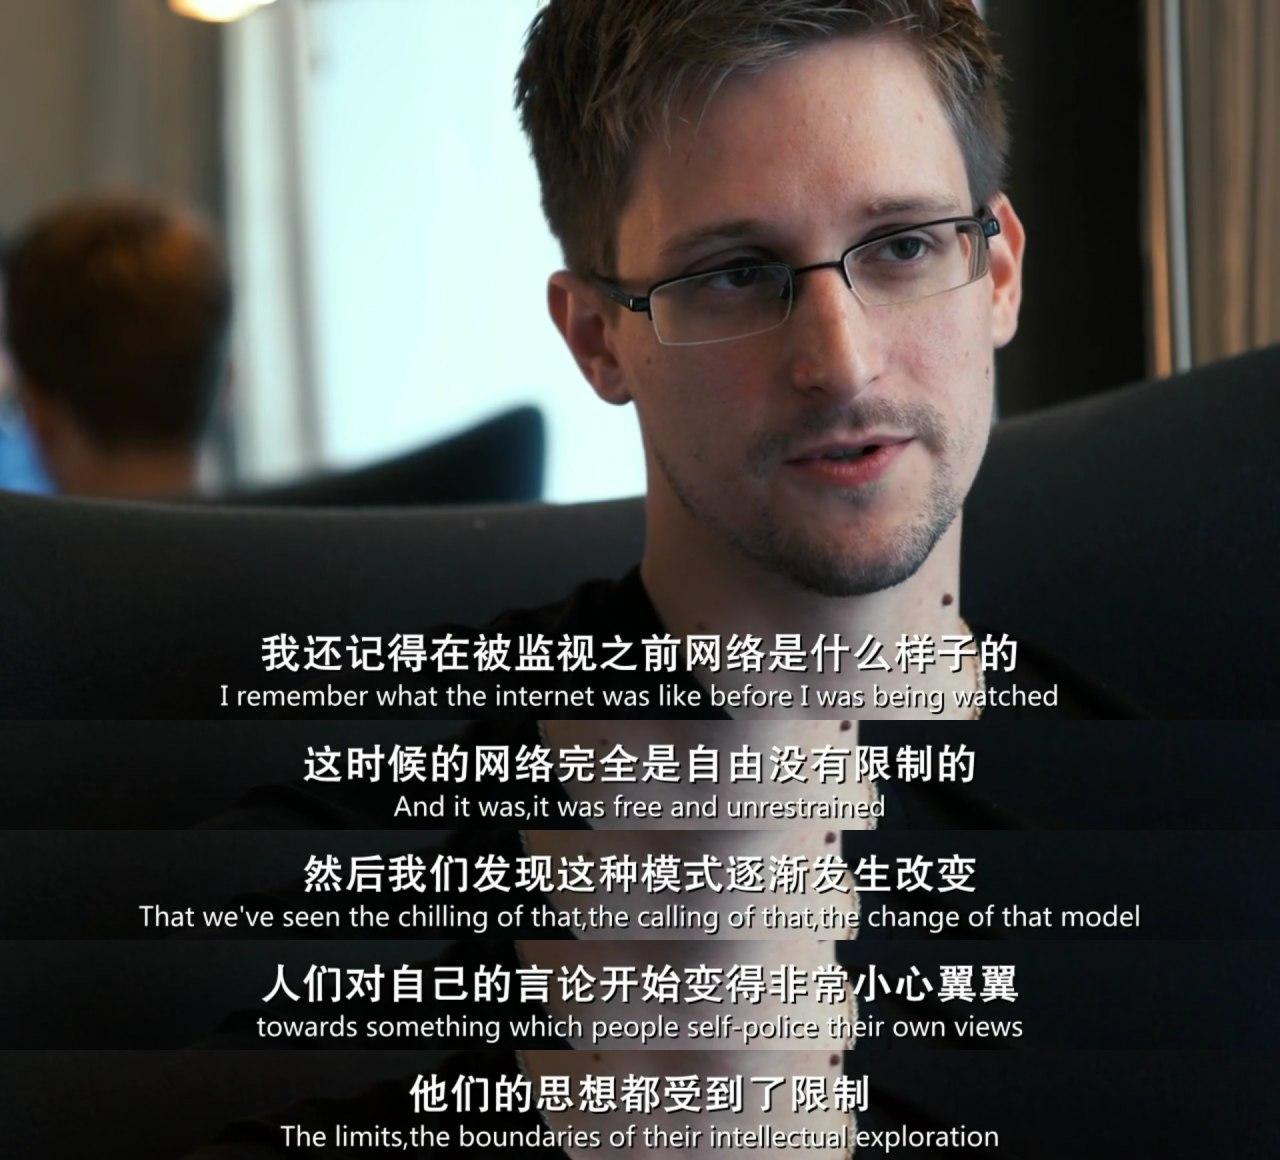 我还记得在被监视之前网络是什么样子的
I remember what the internet was like before I was being watched
这时候的网络完全是自由没有限制的
And it was,it was free and unrestrained
然后我们发现这种模式逐渐发生改变
That we've seen the chilling of that,the calling of that,the change of that model
人们对自己的言论开始变得非常小心翼翼
towards something which people self-police their own views
他们的思想都受到了限制
The limits,the boundaries of their intellectual exploration